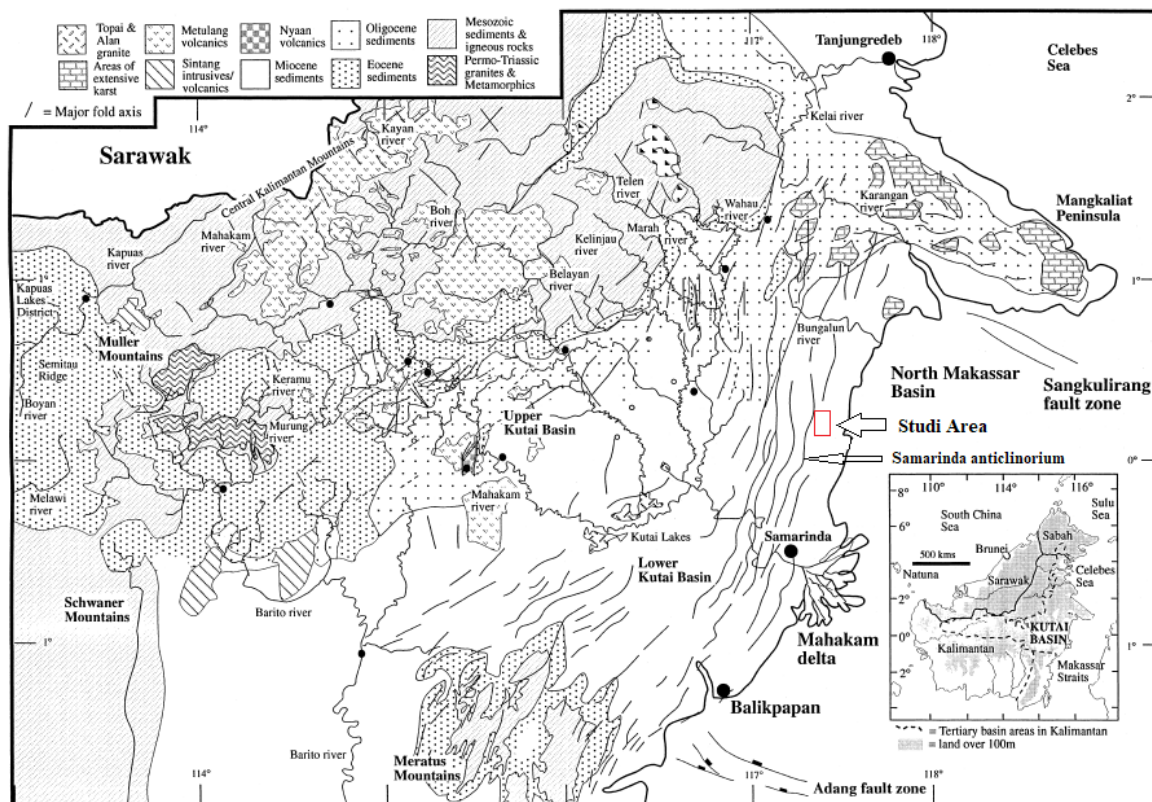 Topai &
Alan
granite
Metulang
volcanics
Nyaan
volcanics
Oligocene
sediments
Mesozoic
sediments &
igneous rocks
Areas of
extensive
karst
Sintang
intrusives/
volcanics
Miocene
sediments
Eocene
sediments
Permo-Triassic
granites &
Metamorphics
/ = Major fold axis
114°
117°
118°
Tanjungredeb
Celebes
Sea
2°
Sarawak
Central Kalimantan Mountains
Kayan
river
Kelai river
Telen
river
Wahau
river
Karangan
river
Mangkaliat
Peninsula
Kapuas
river
Mahakam
river
Boh
river
Kelinjau
river
Marah
river
Belayan
river
1°
1°
Kapuas
Lakes
District
Muller
Mountains
Semitau
Ridge
Boyan
river
Keramu
river
Murung
river
Bungalun
river
North Makassar
Basin
Sangkulirang
fault zone
Studi Area
Upper
Kutai Basin
Samarinda anticlinorium
0°
Melawi
river
Mahakam
river
Kutai Lakes
Samarinda
Lower
Kutai Basin
Schwaner
Mountains
Barito river
Mahakam
delta
1°
1°
Balikpapan
Barito river
Meratus
Mountains
114°
117°
118°
Adang fault zone
110°
114°
116°
8°
6°
2°
0°
2°
South China
Sea
Sulu
Sea
Sabah
Brunei
500 kms
Natuna
Sarawak
Celebes
Sea
KUTAI
BASIN
Kalimantan
Makassar
Straits
= Tertiary basin areas in Kalimantan
= land over 100m